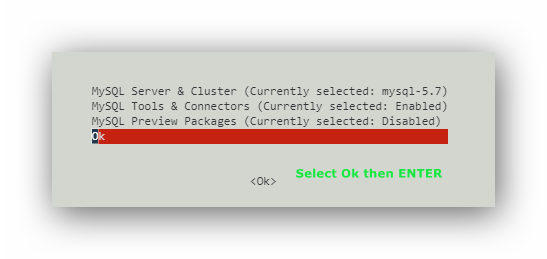 MySQL Server & Cluster (Currently selected: mysql-5.7)
MySQL Tools & Connectors (Currently selected: Enabled)
MySQL Preview Packages (Currently selected: Disabled)
Ok
<Ok>
Select Ok then ENTER